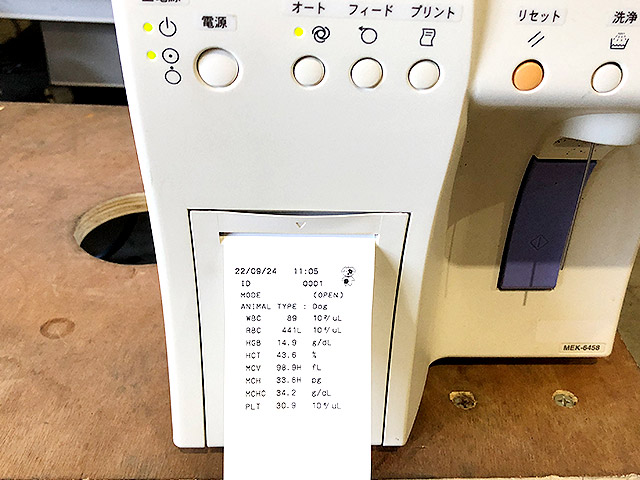 主電源
電源
オート
フィード
プリント
リセット
洗浄
22/09/24 11:05
ID 0001
MODE (OPEN)
ANIMAL TYPE : Dog
WBC 89 10²/uL
RBC 441L 10⁴/uL
HGB 14.9 g/dL
HCT 43.6 %
MCV 98.9H fL
MCH 33.8H pg
MCHC 34.2 g/dL
PLT 30.9 10⁴/uL
MEK-6458